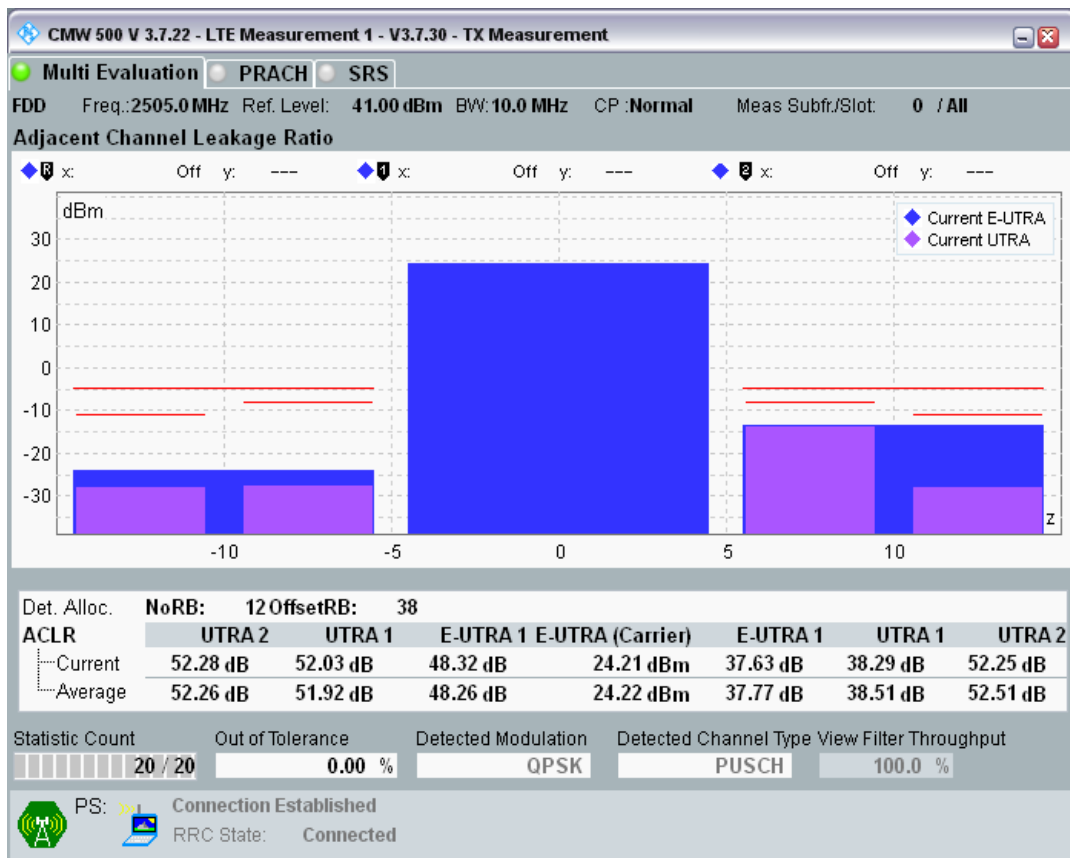 CMW 500 V 3.7.22 - LTE Measurement 1 - V3.7.30 - TX Measurement
Multi Evaluation PRACH SRS
FDD Freq.:2505.0 MHz Ref. Level: 41.00 dBm BW:10.0 MHz CP :Normal Meas Subfr./Slot: 0 / All
Adjacent Channel Leakage Ratio
R x: Off y: --- 1 x: Off y: --- 2 x: Off y: ---
dBm
Current E-UTRA
Current UTRA
30
20
10
0
-10
-20
-30
z
-10 -5 0 5 10
Det. Alloc. NoRB: 12 OffsetRB: 38
ACLR UTRA 2 UTRA 1 E-UTRA 1 E-UTRA (Carrier) E-UTRA 1 UTRA 1 UTRA 2
Current 52.28 dB 52.03 dB 48.32 dB 24.21 dBm 37.63 dB 38.29 dB 52.25 dB
Average 52.26 dB 51.92 dB 48.26 dB 24.22 dBm 37.77 dB 38.51 dB 52.51 dB
Statistic Count Out of Tolerance Detected Modulation Detected Channel Type View Filter Throughput
20 / 20 0.00 % QPSK PUSCH 100.0 %
PS: Connection Established
RRC State: Connected